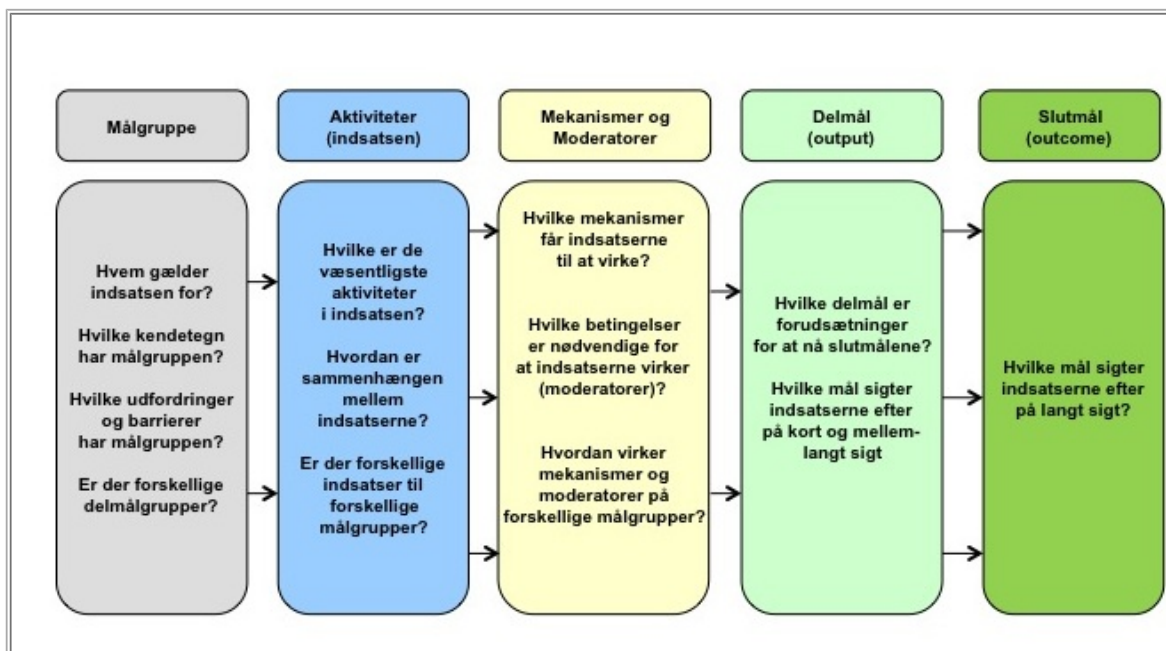 Målgruppe
Aktiviteter
(indsatsen)
Mekanismer og
Moderatorer
Delmål
(output)
Slutmål
(outcome)
Hvem gælder
indsatsen for?
Hvilke kendetegn
har målgruppen?
Hvilke udfordringer
og barrierer
har målgruppen?
Er der forskellige
delmålgrupper?
Hvilke er de
væsentligste
aktiviteter
i indsatsen?
Hvordan er
sammenhængen
mellem
indsatserne?
Er der forskellige
indsatser til
forskellige
målgrupper?
Hvilke mekanismer
får indsatserne
til at virke?
Hvilke betingelser
er nødvendige for
at indsatserne virker
(moderatorer)?
Hvordan virker
mekanismer og
moderatorer på
forskellige målgrupper?
Hvilke delmål er
forudsætninger
for at nå slutmålene?
Hvilke mål sigter
indsatserne efter
på kort og mellem-
langt sigt
Hvilke mål sigter
indsatserne efter
på langt sigt?